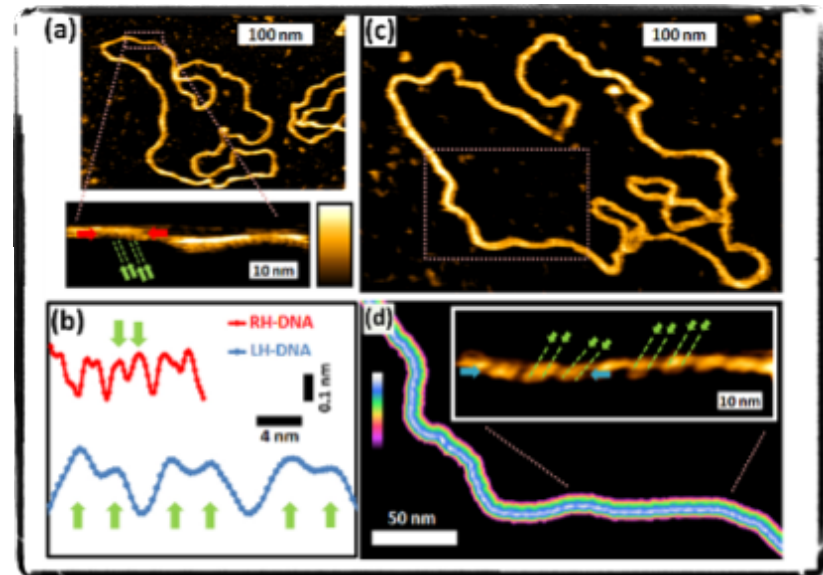 (a)
100 nm
10 nm
(c)
100 nm
(b)
RH-DNA
LH-DNA
0.1 nm
4 nm
(d)
10 nm
50 nm